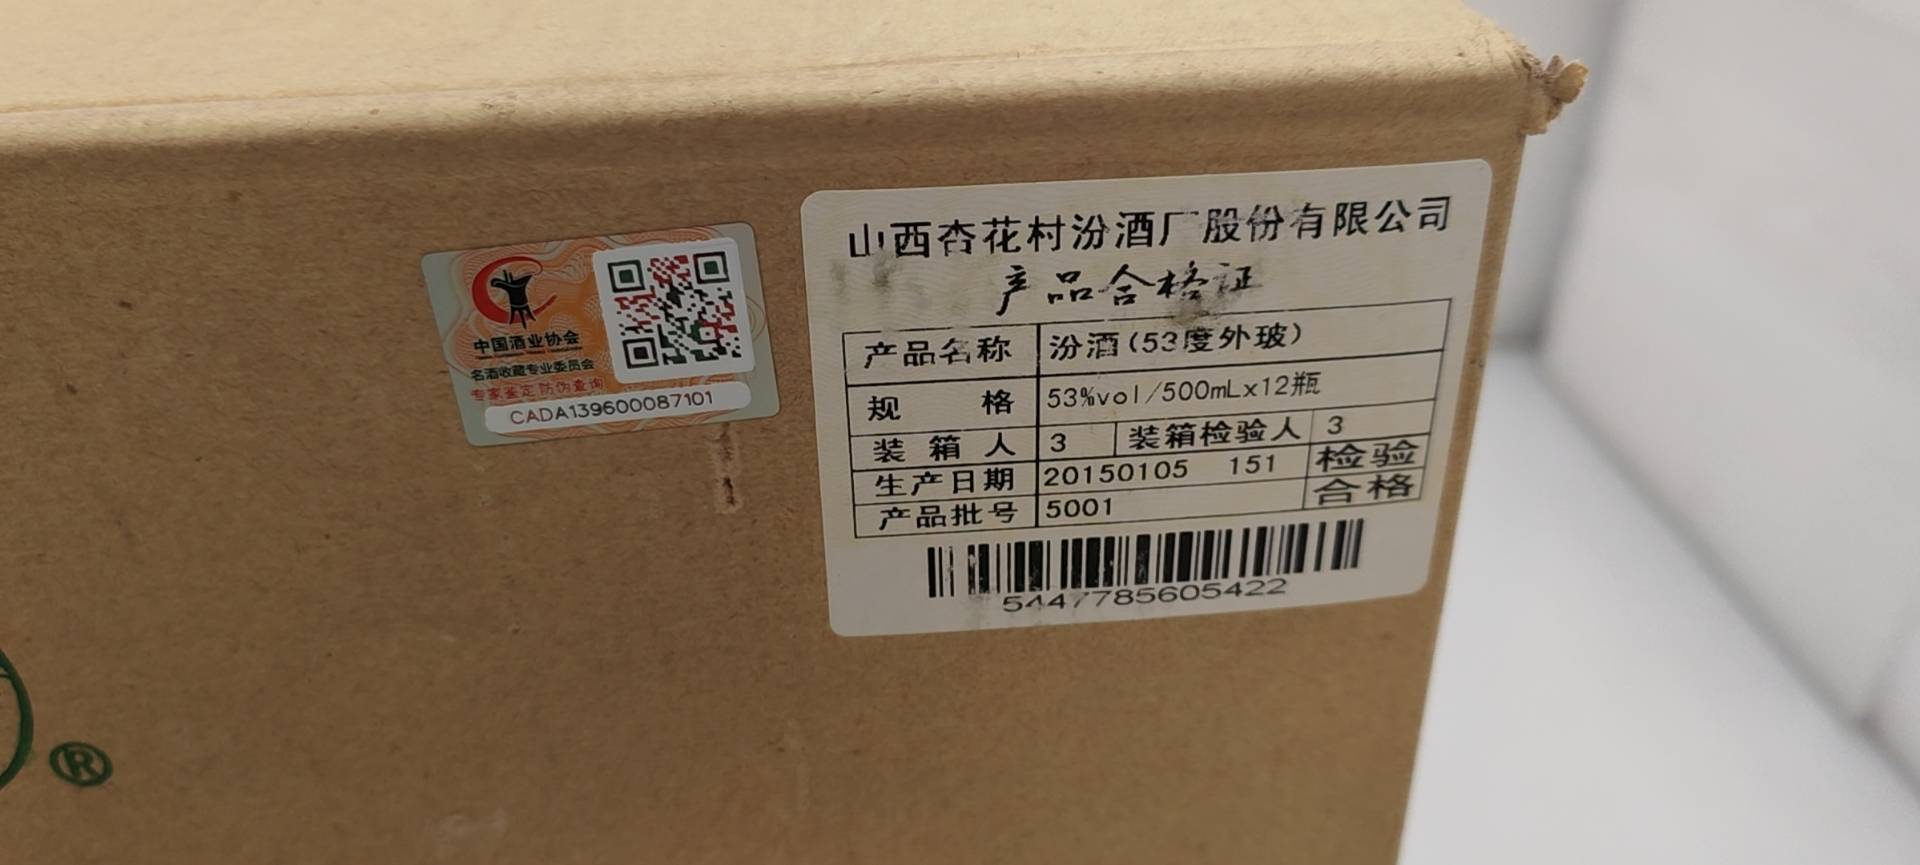 中国酒业协会
名酒收藏专业委员会
专家鉴定 防伪查询
CADA139600087101
山西杏花村汾酒厂股份有限公司
产品合格证
产品名称 汾酒(53度外玻)
规 格 53%vol/500mLx12瓶
装 箱 人 3 装箱检验人 3
生产日期 20150105 151 检验
产品批号 5001 合格
5447785605422
®